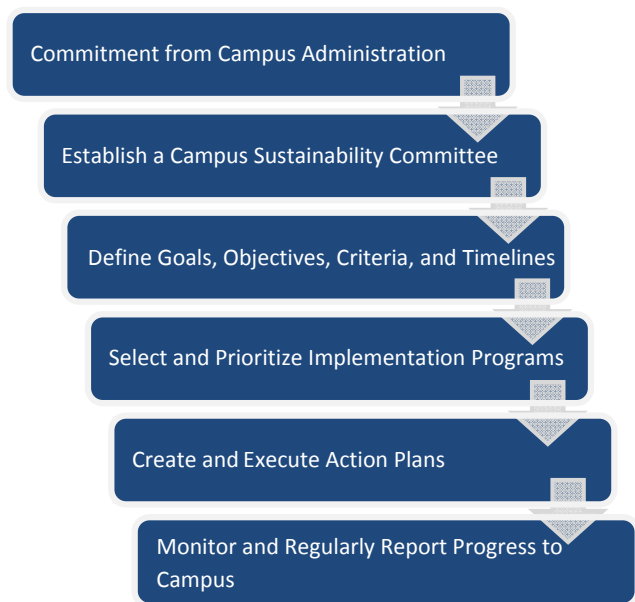 Commitment from Campus Administration
Establish a Campus Sustainability Committee
Define Goals, Objectives, Criteria, and Timelines
Select and Prioritize Implementation Programs
Create and Execute Action Plans
Monitor and Regularly Report Progress to
Campus